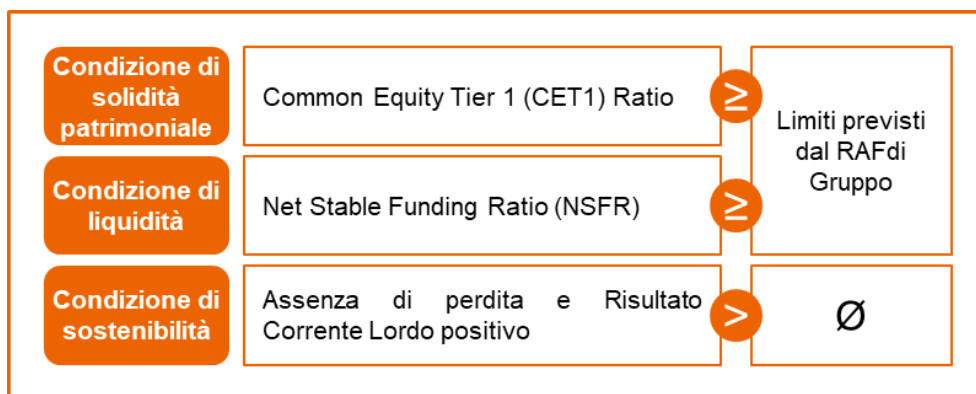 Condizione di
solidità
patrimoniale
Common Equity Tier 1 (CET1) Ratio
≥
Limiti previsti
dal RAFdi
Gruppo
Condizione di
liquidità
Net Stable Funding Ratio (NSFR)
≥
Condizione di
sostenibilità
Assenza di perdita e Risultato
Corrente Lordo positivo
>
Ø